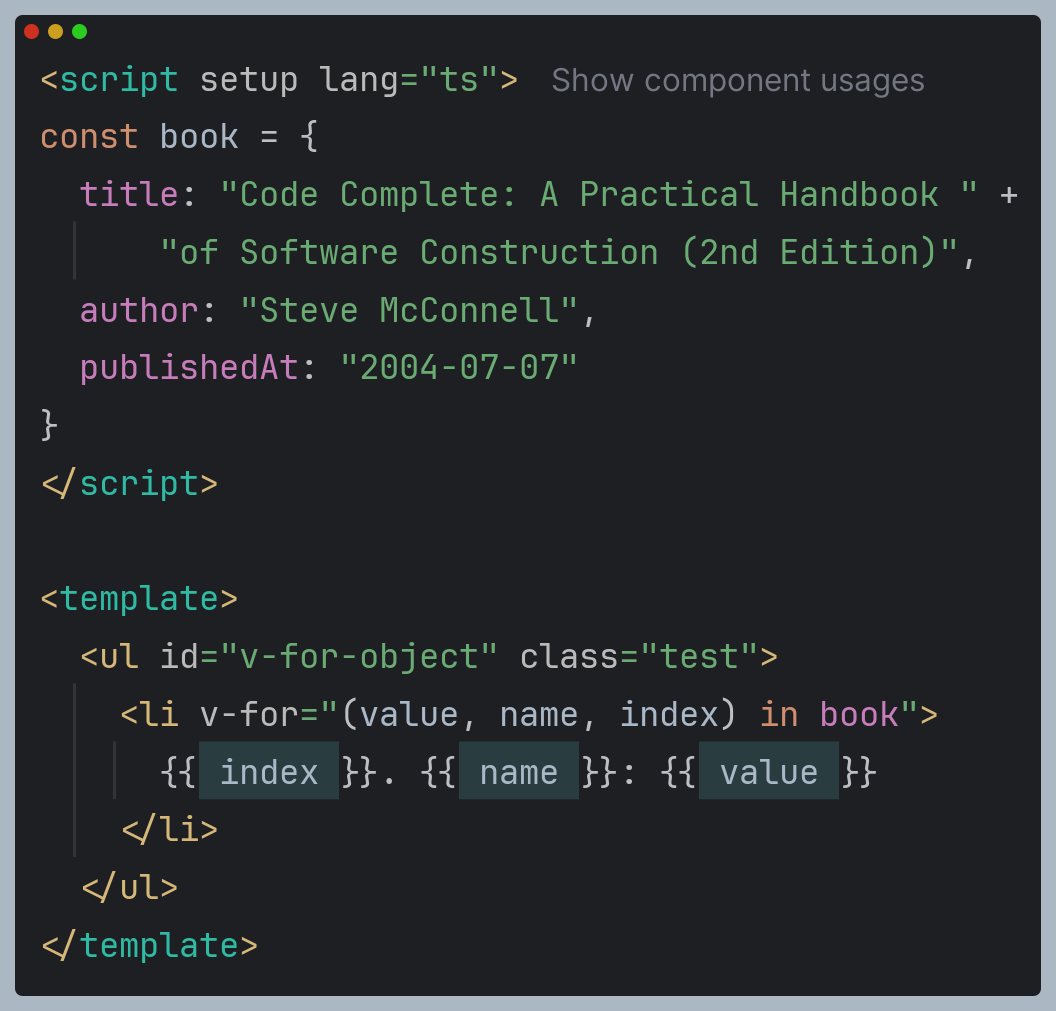 <script setup lang="ts"> Show component usages
const book = {
  title: "Code Complete: A Practical Handbook " +
      "of Software Construction (2nd Edition)",
  author: "Steve McConnell",
  publishedAt: "2004-07-07"
}
</script>

<template>
  <ul id="v-for-object" class="test">
    <li v-for="(value, name, index) in book">
      {{ index }}. {{ name }}: {{ value }}
    </li>
  </ul>
</template>